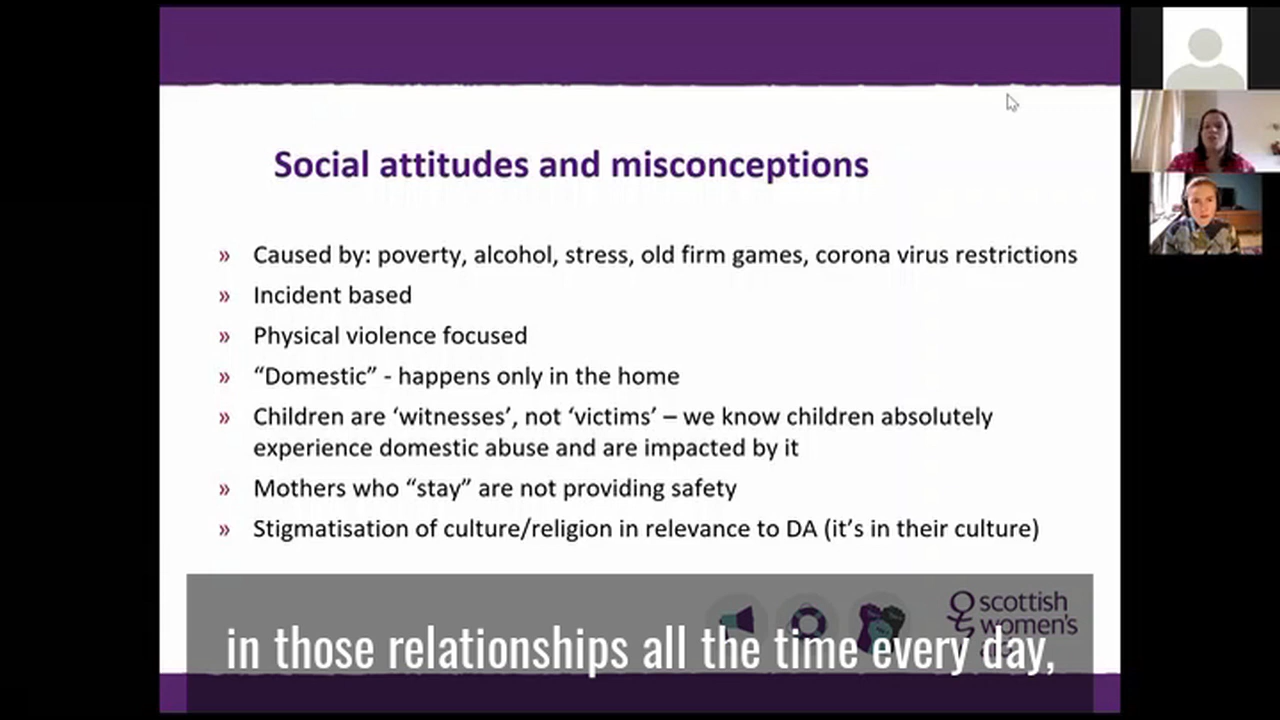 Social attitudes and misconceptions
» Caused by: poverty, alcohol, stress, old firm games, corona virus restrictions
» Incident based
» Physical violence focused
» “Domestic” - happens only in the home
» Children are ‘witnesses’, not ‘victims’ – we know children absolutely
experience domestic abuse and are impacted by it
» Mothers who “stay” are not providing safety
» Stigmatisation of culture/religion in relevance to DA (it’s in their culture)
scottish
women's
in those relationships all the time every day,